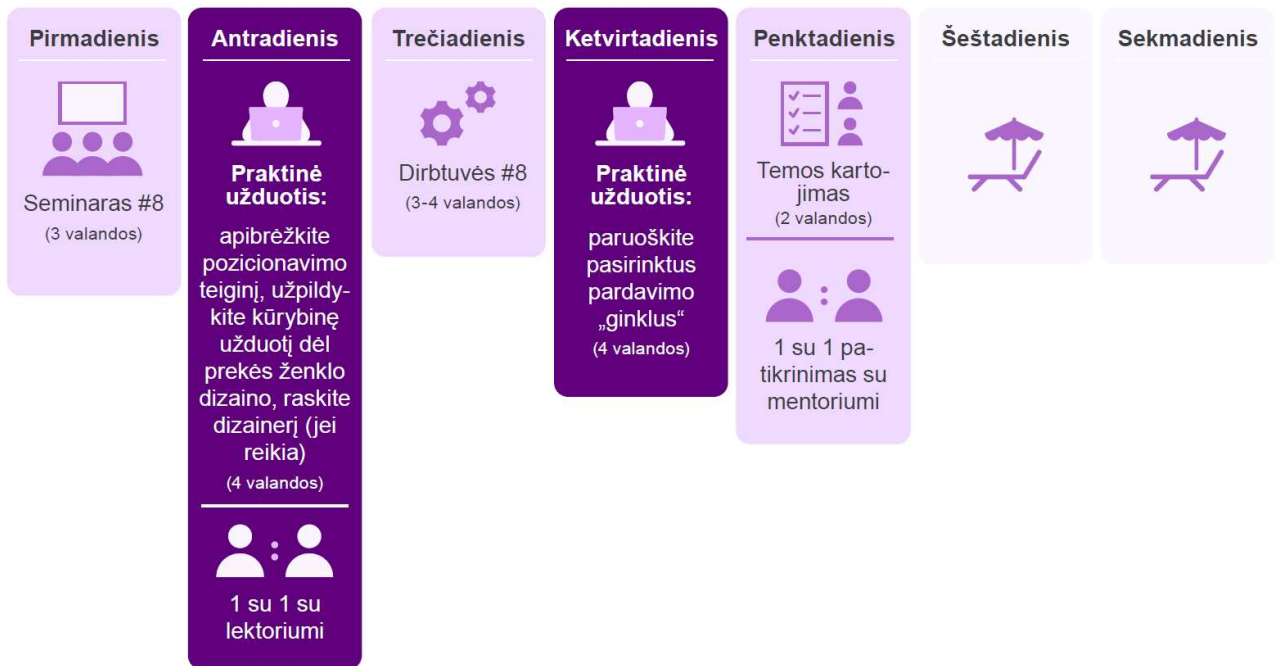 Pirmadienis
Seminaras #8
(3 valandos)
Antradienis
Praktinė
užduotis:
apibrėžkite
pozicionavimo
teiginį, užpildy-
kite kūrybinę
užduotį dėl
prekės ženklo
dizaino, raskite
dizainerį (jei
reikia)
(4 valandos)
1 su 1 su
lektoriumi
Trečiadienis
Dirbtuvės #8
(3-4 valandos)
Ketvirtadienis
Praktinė
užduotis:
paruoškite
pasirinktus
pardavimo
„ginklus“
(4 valandos)
Penktadienis
Temos karto-
jimas
(2 valandos)
1 su 1 pa-
tikrinimas su
mentoriumi
Šeštadienis
Sekmadienis